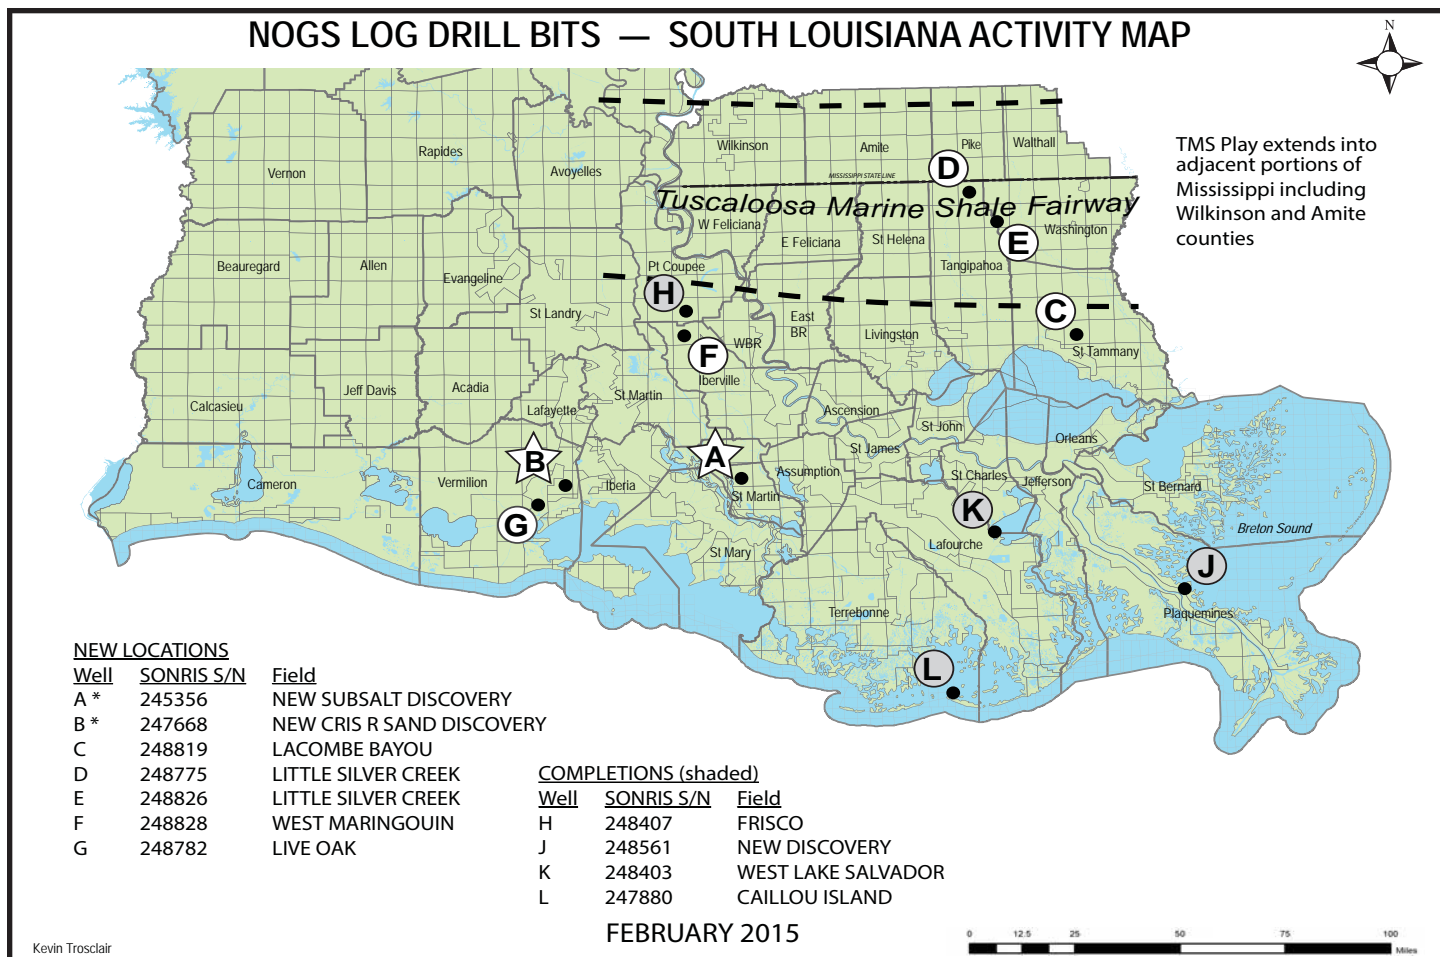 NOGS LOG DRILL BITS — SOUTH LOUISIANA ACTIVITY MAP
N
TMS Play extends into
adjacent portions of
Mississippi including
Wilkinson and Amite
counties
Vernon
Rapides
Avoyelles
Wilkinson
Amite
Pike
Walthall
D
MISSISSIPPI STATE LINE
Tuscaloosa Marine Shale Fairway
W Feliciana
E Feliciana
St Helena
Washington
E
Tangipahoa
Beauregard
Allen
Evangeline
Pt Coupee
H
St Landry
C
East
BR
Livingston
WBR
F
St Tammany
Iberville
Calcasieu
Jeff Davis
Acadia
St Martin
Lafayette
Ascension
St John
Orleans
St James
B
A
Cameron
Vermilion
Iberia
St Martin
Assumption
St Charles
Jefferson
St Bernard
G
K
Breton Sound
St Mary
Lafourche
J
Terrebonne
Plaquemines
L
NEW LOCATIONS
Well SONRIS S/N Field
A * 245356 NEW SUBSALT DISCOVERY
B * 247668 NEW CRIS R SAND DISCOVERY
C 248819 LACOMBE BAYOU
D 248775 LITTLE SILVER CREEK
E 248826 LITTLE SILVER CREEK
F 248828 WEST MARINGOUIN
G 248782 LIVE OAK
COMPLETIONS (shaded)
Well SONRIS S/N Field
H 248407 FRISCO
J 248561 NEW DISCOVERY
K 248403 WEST LAKE SALVADOR
L 247880 CAILLOU ISLAND
FEBRUARY 2015
Kevin Trosclair
0 12.5 25 50 75 100
Miles